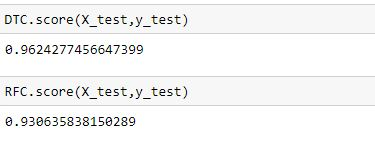 DTC.score(X_test,y_test)
0.9624277456647399
RFC.score(X_test,y_test)
0.930635838150289